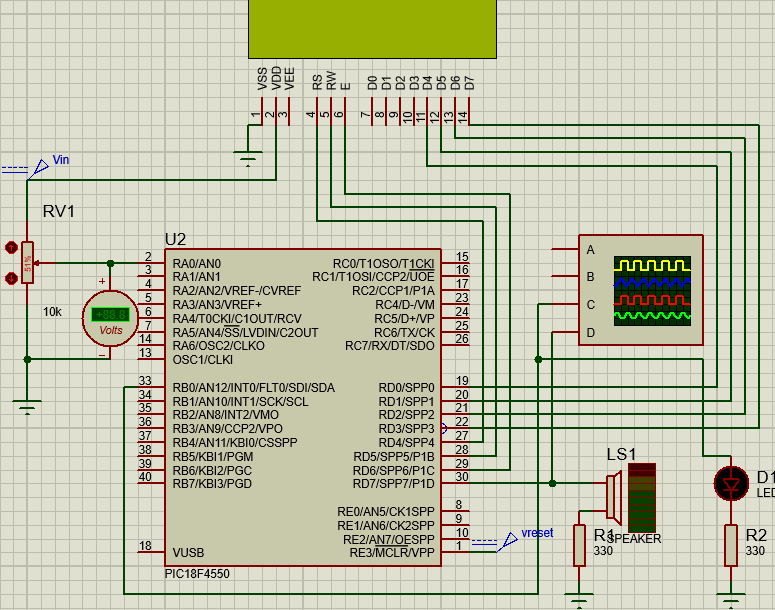 VSS VDD VEE RS RW E D0 D1 D2 D3 D4 D5 D6 D7
1 2 3 4 5 6 7 8 9 10 11 12 13 14
Vin
RV1
51%
10k
+88.8
Volts
+
−
U2
2 RA0/AN0 RC0/T1OSO/T1CKI 15
3 RA1/AN1 RC1/T1OSI/CCP2/UOE 16
4 RA2/AN2/VREF-/CVREF RC2/CCP1/P1A 17
5 RA3/AN3/VREF+ RC4/D-/VM 23
6 RA4/T0CKI/C1OUT/RCV RC5/D+/VP 24
7 RA5/AN4/SS/LVDIN/C2OUT RC6/TX/CK 25
14 RA6/OSC2/CLKO RC7/RX/DT/SDO 26
13 OSC1/CLKI
33 RB0/AN12/INT0/FLT0/SDI/SDA RD0/SPP0 19
34 RB1/AN10/INT1/SCK/SCL RD1/SPP1 20
35 RB2/AN8/INT2/VMO RD2/SPP2 21
36 RB3/AN9/CCP2/VPO RD3/SPP3 22
37 RB4/AN11/KBI0/CSSPP RD4/SPP4 27
38 RB5/KBI1/PGM RD5/SPP5/P1B 28
39 RB6/KBI2/PGC RD6/SPP6/P1C 29
40 RB7/KBI3/PGD RD7/SPP7/P1D 30
RE0/AN5/CK1SPP 8
RE1/AN6/CK2SPP 9
RE2/AN7/OESPP 10
18 VUSB RE3/MCLR/VPP 1
PIC18F4550
A
B
C
D
vreset
LS1
SPEAKER
R1
330
D1
LED
R2
330